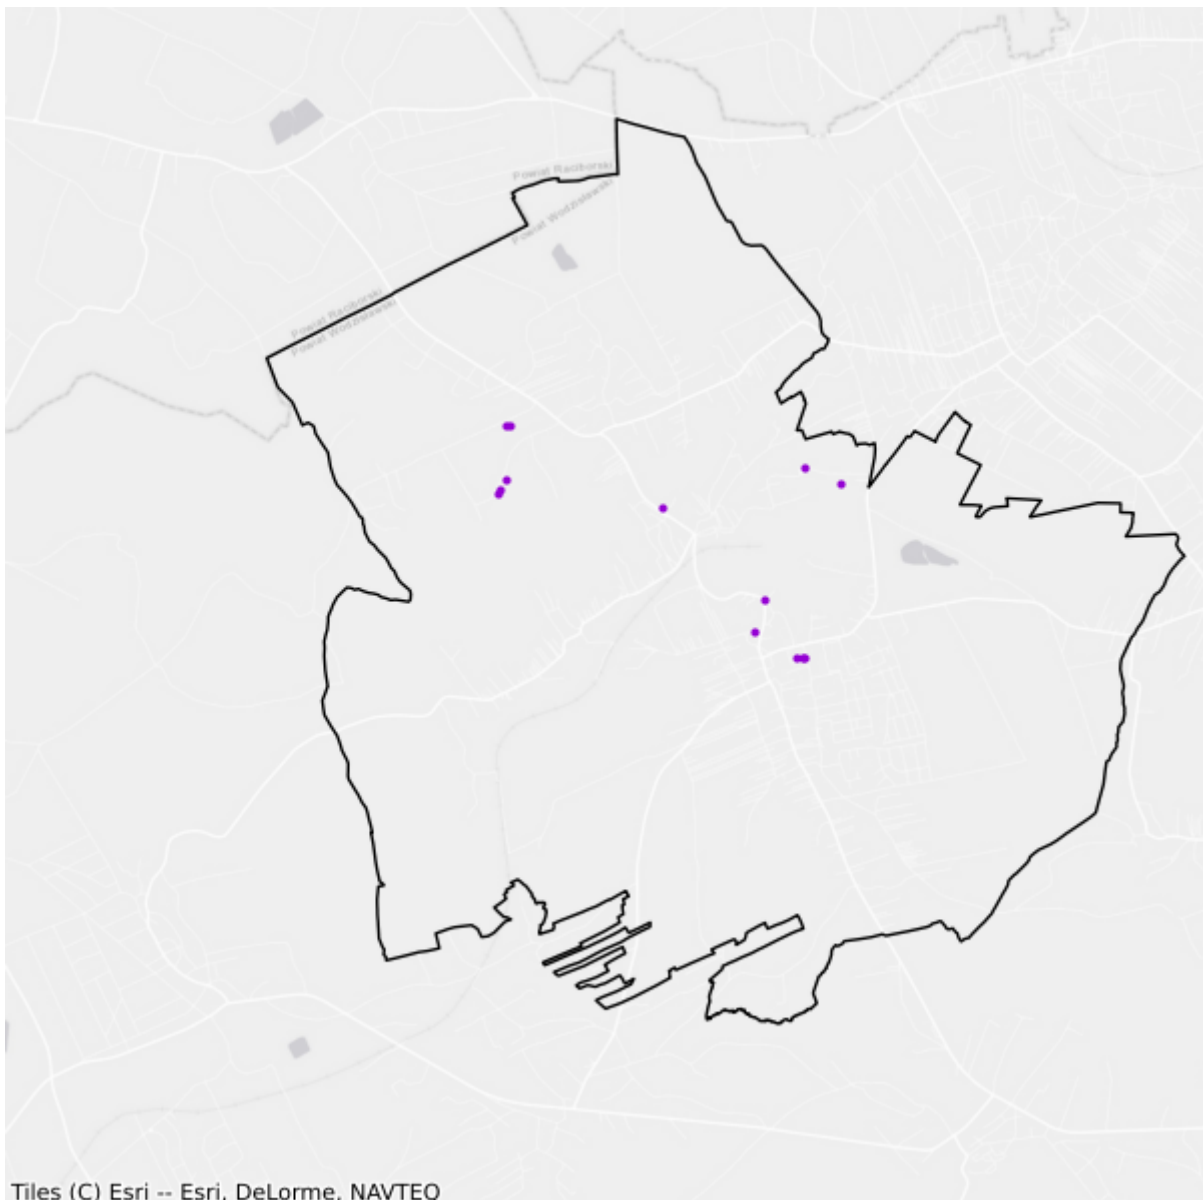 Powiat Raciborski
Powiat Wodzisławski
Powiat Raciborski
Powiat Wodzisławski
Tiles (C) Esri -- Esri, DeLorme, NAVTEQ